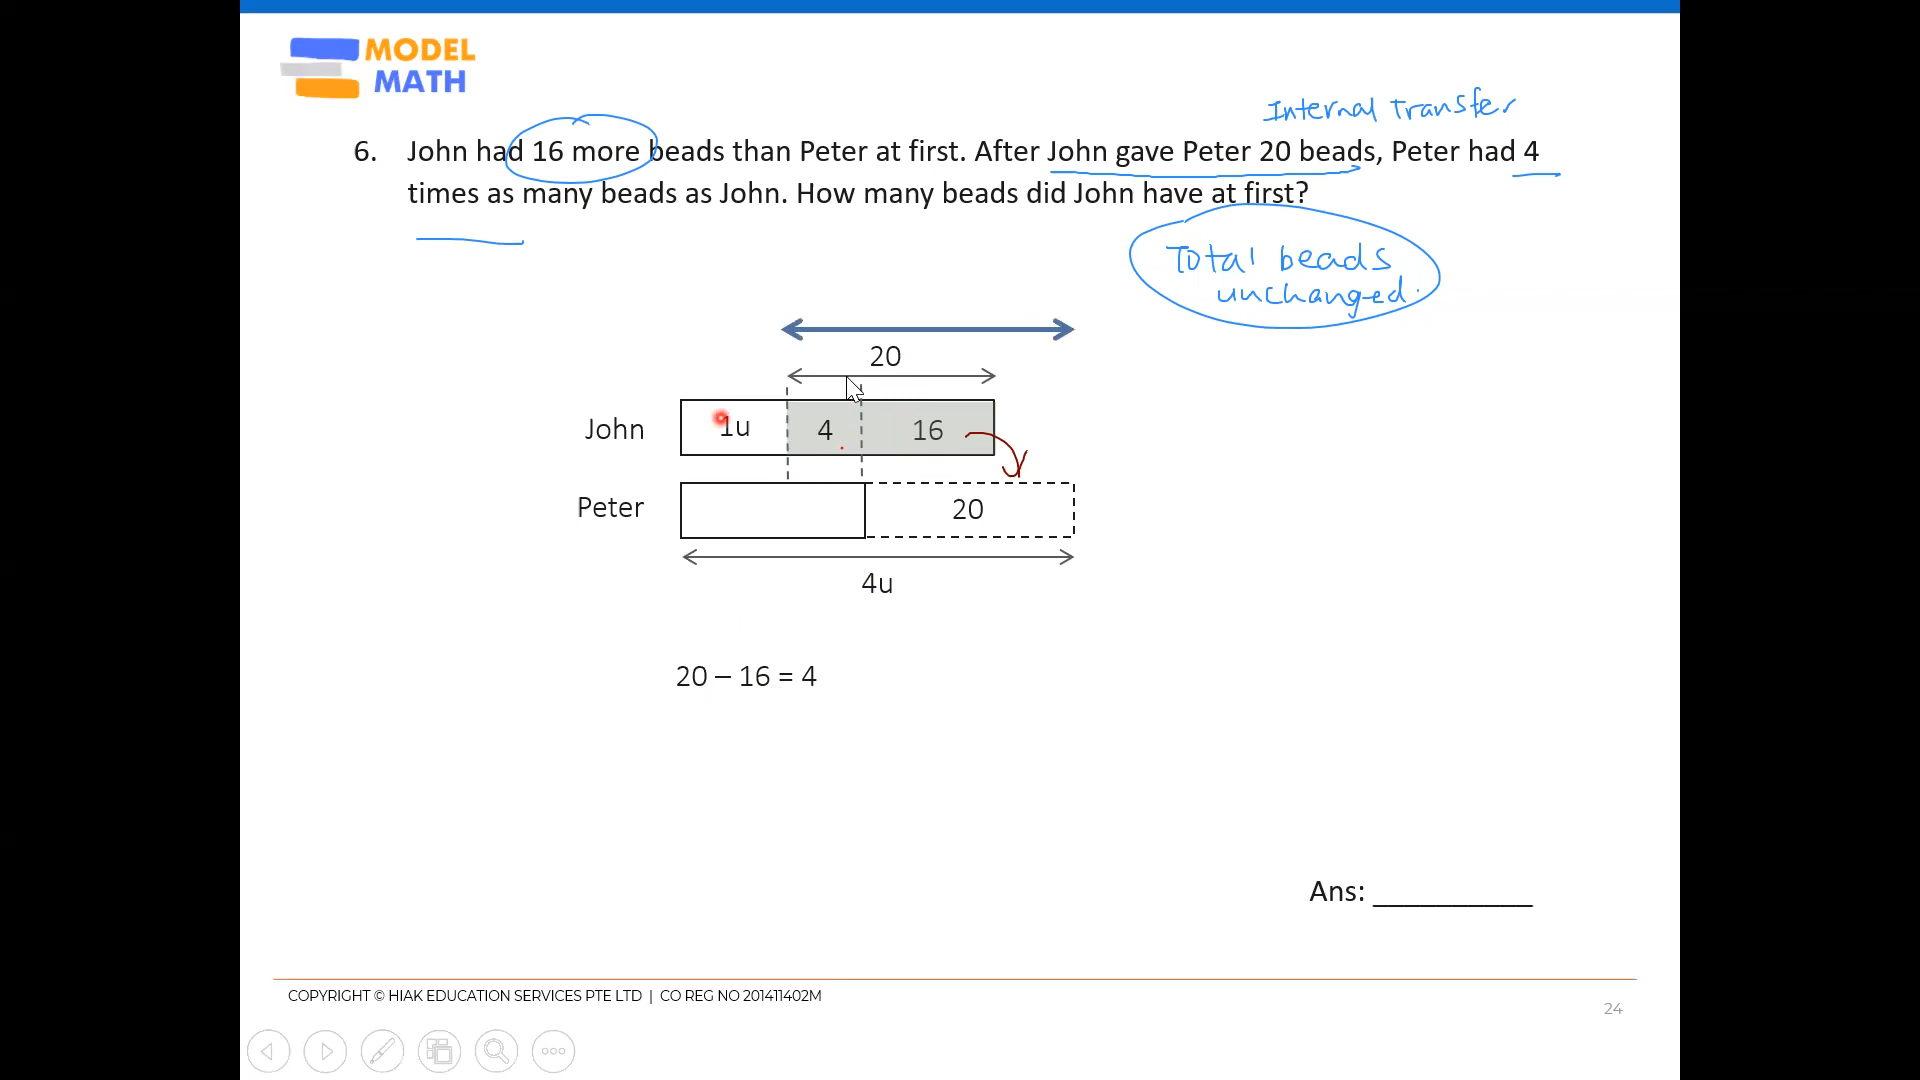 MODEL
MATH
Internal Transfer
6. John had 16 more beads than Peter at first. After John gave Peter 20 beads, Peter had 4
times as many beads as John. How many beads did John have at first?
Total beads
unchanged.
20
John 1u 4 16
Peter 20
4u
20 – 16 = 4
Ans: __________
COPYRIGHT © HIAK EDUCATION SERVICES PTE LTD | CO REG NO 201411402M
24